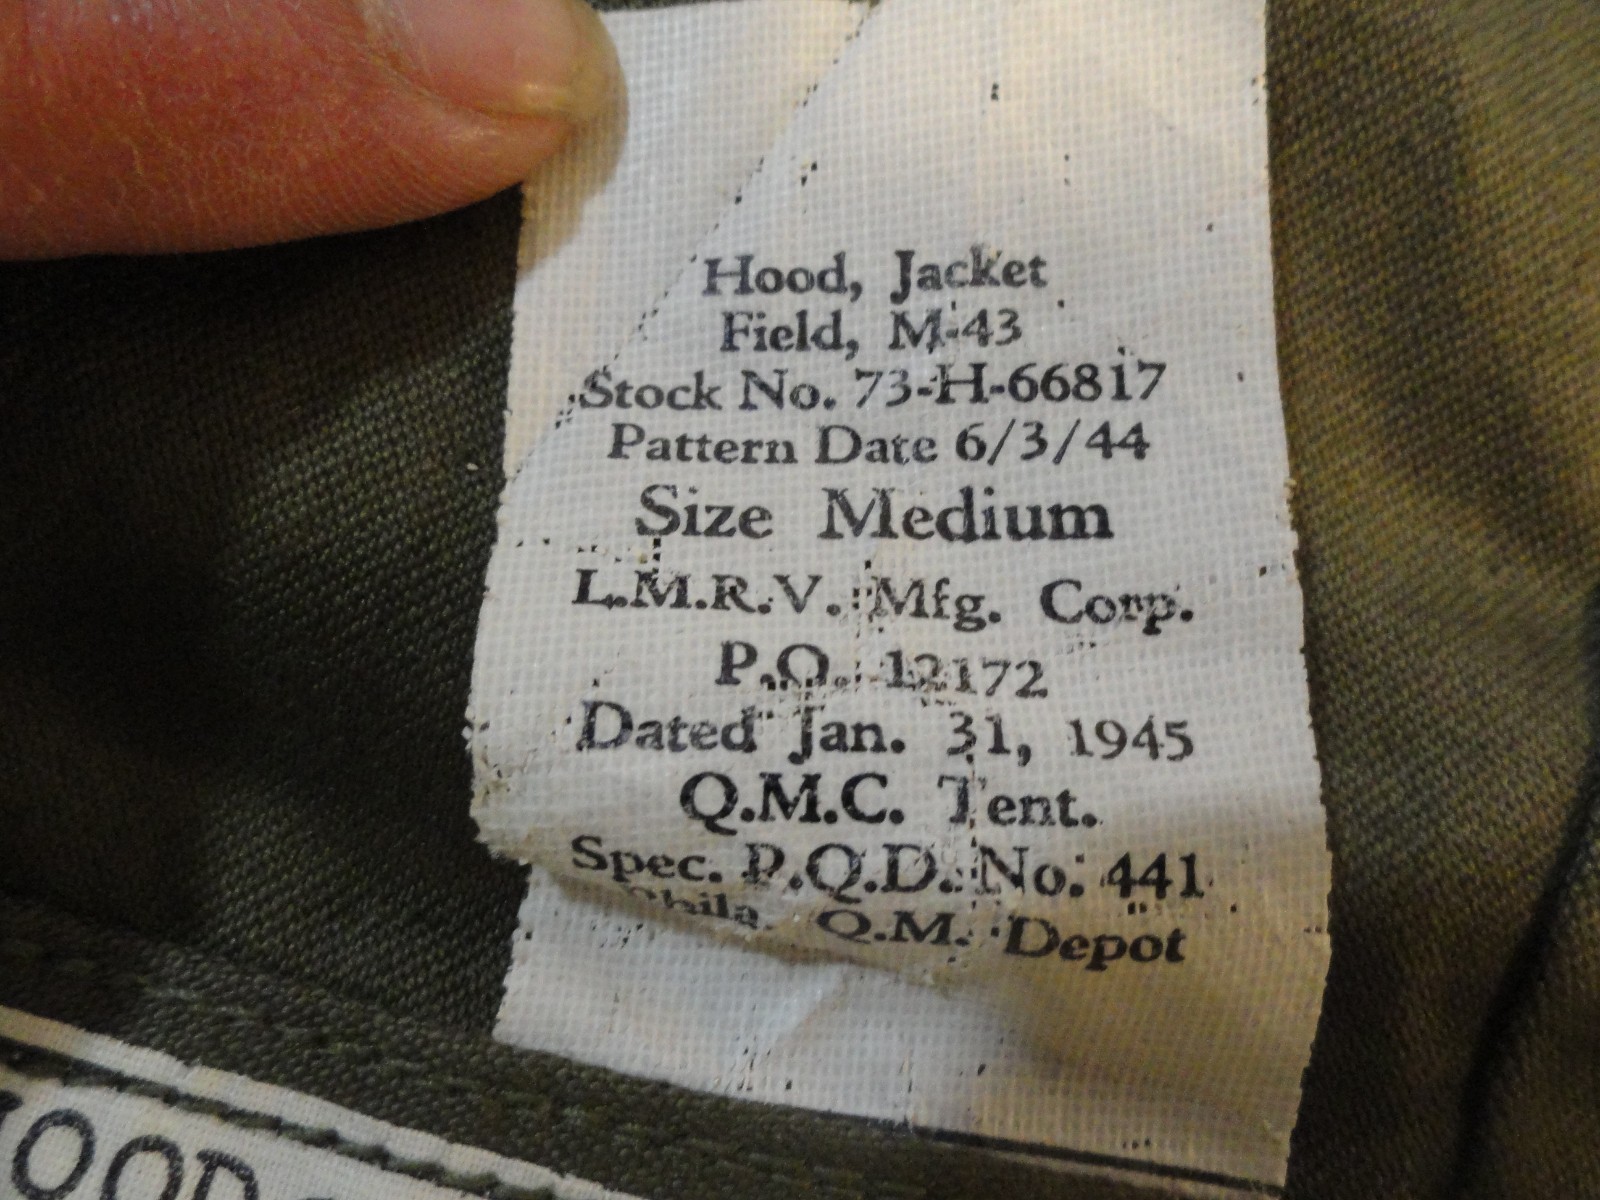 Hood, Jacket
Field, M-43
Stock No. 73-H-66817
Pattern Date 6/3/44
Size Medium
L.M.R.V. Mfg. Corp.
P.O. 12172
Dated Jan. 31, 1945
Q.M.C. Tent.
Spec. P.Q.D. No. 441
Phila. Q.M. Depot